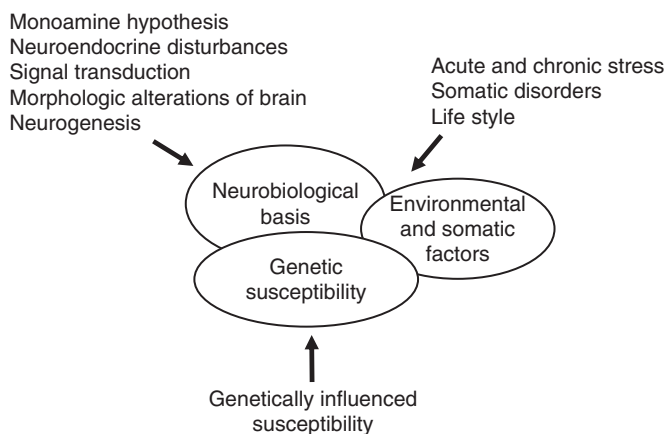 Monoamine hypothesis
Neuroendocrine disturbances
Signal transduction
Morphologic alterations of brain
Neurogenesis
Acute and chronic stress
Somatic disorders
Life style
Neurobiological
basis
Environmental
and somatic
factors
Genetic
susceptibility
Genetically influenced
susceptibility